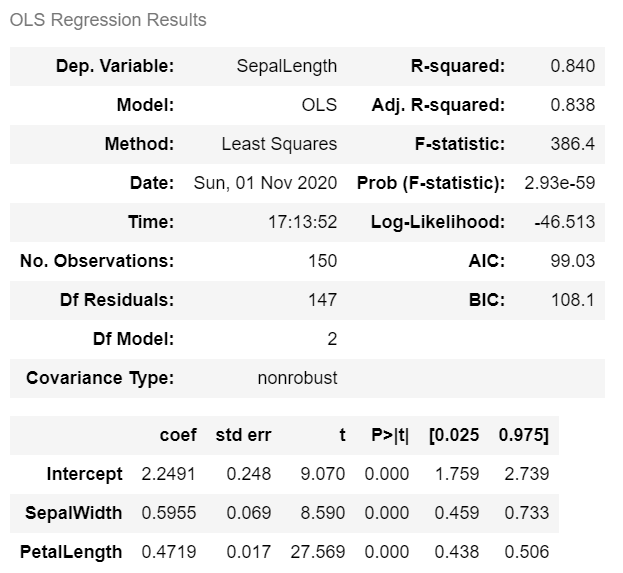 OLS Regression Results
Dep. Variable: SepalLength R-squared: 0.840
Model: OLS Adj. R-squared: 0.838
Method: Least Squares F-statistic: 386.4
Date: Sun, 01 Nov 2020 Prob (F-statistic): 2.93e-59
Time: 17:13:52 Log-Likelihood: -46.513
No. Observations: 150 AIC: 99.03
Df Residuals: 147 BIC: 108.1
Df Model: 2
Covariance Type: nonrobust
coef std err t P>|t| [0.025 0.975]
Intercept 2.2491 0.248 9.070 0.000 1.759 2.739
SepalWidth 0.5955 0.069 8.590 0.000 0.459 0.733
PetalLength 0.4719 0.017 27.569 0.000 0.438 0.506